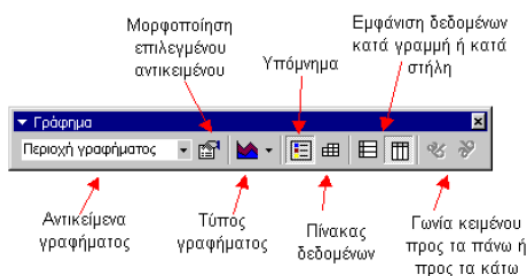 Μορφοποίηση
επιλεγμένου
αντικειμένου
Υπόμνημα
Εμφάνιση δεδομένων
κατά γραμμή ή κατά
στήλη
Γράφημα
Περιοχή γραφήματος
Αντικείμενα
γραφήματος
Τύπος
γραφήματος
Πίνακας
δεδομένων
Γωνία κειμένου
προς τα πάνω ή
προς τα κάτω